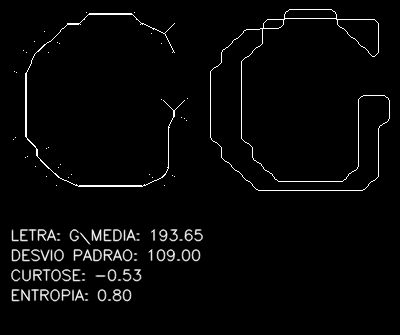 G G
LETRA: G\MEDIA: 193.65
DESVIO PADRAO: 109.00
CURTOSE: -0.53
ENTROPIA: 0.80